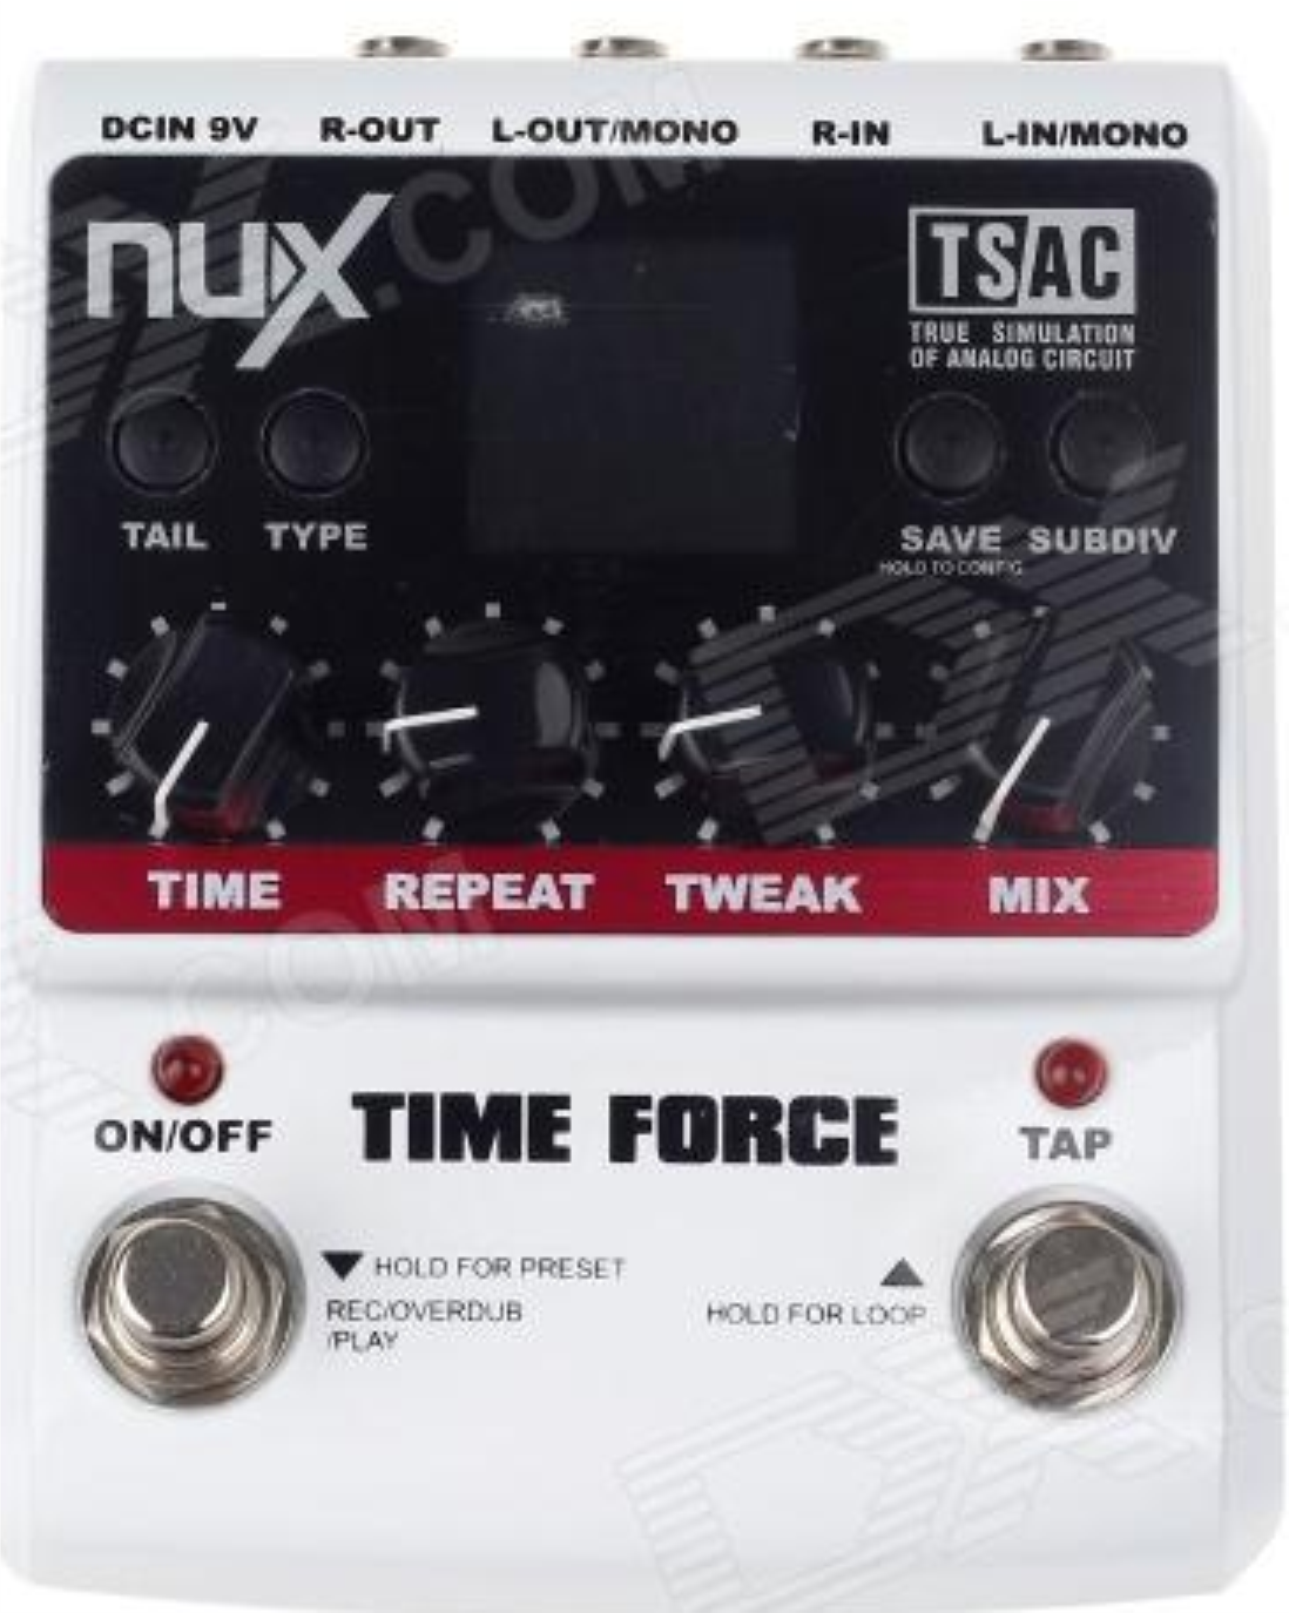 DCIN 9V R-OUT L-OUT/MONO R-IN L-IN/MONO
nux
TSAC
TRUE SIMULATION
OF ANALOG CIRCUIT
TAIL TYPE SAVE SUBDIV
HOLD TO CONFIG
TIME REPEAT TWEAK MIX
ON/OFF TIME FORCE TAP
▼ HOLD FOR PRESET ▲
REC/OVERDUB HOLD FOR LOOP
/PLAY
.COM
COM